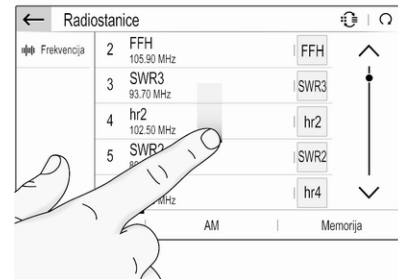 Radiostanice
Frekvencija
2 FFH FFH
105.90 MHz
3 SWR3 SWR3
93.70 MHz
4 hr2 hr2
102.50 MHz
5 SWR2 SWR2
hr4
MHz
AM Memorija